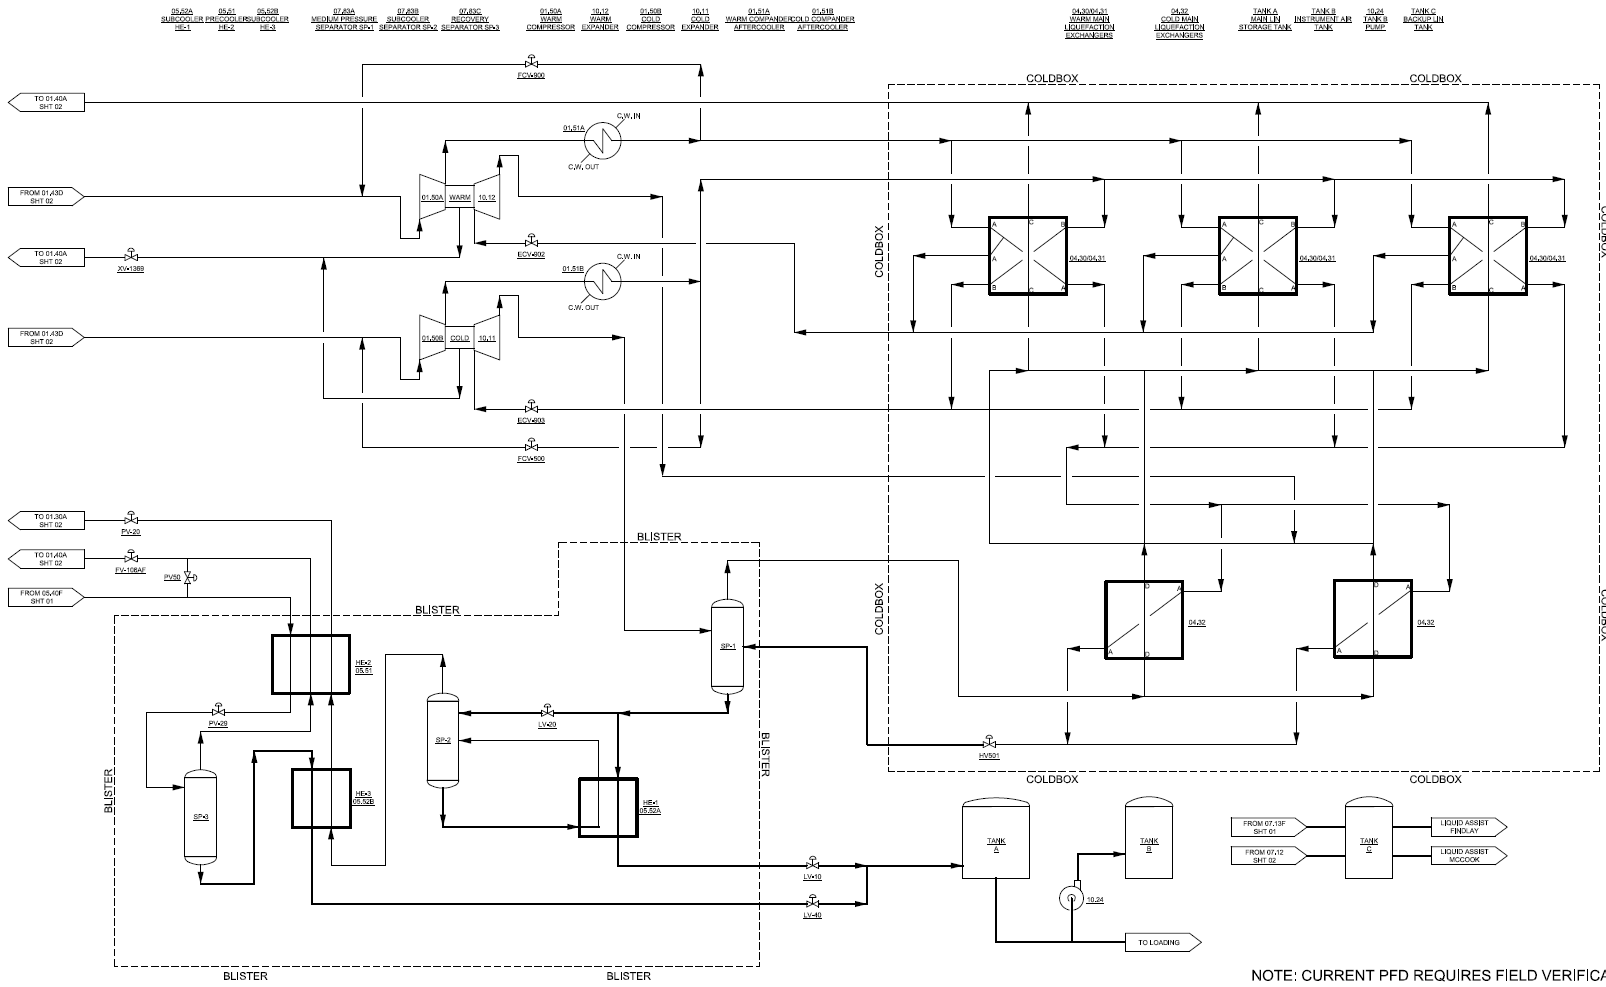 05.52A
SUBCOOLER
HE-1
05.51
PRECOOLER
HE-2
05.52B
SUBCOOLER
HE-3
07.83A
MEDIUM PRESSURE
SEPARATOR SP-1
07.83B
SUBCOOLER
SEPARATOR SP-2
07.83C
RECOVERY
SEPARATOR SP-3
01.50A
WARM
COMPRESSOR
10.12
WARM
EXPANDER
01.50B
COLD
COMPRESSOR
10.11
COLD
EXPANDER
01.51A
WARM COMPANDER
AFTERCOOLER
01.51B
COLD COMPANDER
AFTERCOOLER
04.30/04.31
WARM MAIN
LIQUEFACTION
EXCHANGERS
04.32
COLD MAIN
LIQUEFACTION
EXCHANGERS
TANK A
MAIN LIN
STORAGE TANK
TANK B
INSTRUMENT AIR
TANK
10.24
TANK B
PUMP
TANK C
BACKUP LIN
TANK
FCV-900
COLDBOX
COLDBOX
TO 01.40A
SHT 02
C.W. IN
01.51A
C.W. OUT
FROM 01.43D
SHT 02
01.50A
WARM
10.12
TO 01.40A
SHT 02
XV-1369
ECV-902
01.51B
C.W. IN
C.W. OUT
COLDBOX
COLDBOX
A
C
B
A
B
C
A
04.30/04.31
A
C
B
A
B
C
A
04.30/04.31
A
C
B
A
B
C
A
04.30/04.31
FROM 01.43D
SHT 02
01.50B
COLD
10.11
ECV-903
FCV-500
TO 01.30A
SHT 02
PV-20
TO 01.40A
SHT 02
FV-106AF
PV50
FROM 05.40F
SHT 01
BLISTER
BLISTER
COLDBOX
COLDBOX
D
A
A
D
04.32
D
A
A
D
04.32
HE-2
05.51
SP-1
PV-29
SP-2
LV-20
HV501
BLISTER
BLISTER
SP-3
HE-3
05.52B
HE-1
05.52A
COLDBOX
COLDBOX
TANK
A
TANK
B
FROM 07.13F
SHT 01
FROM 07.12
SHT 02
TANK
C
LIQUID ASSIST
FINDLAY
LIQUID ASSIST
MCCOOK
LV-10
LV-40
10.24
TO LOADING
BLISTER
BLISTER
NOTE: CURRENT PFD REQUIRES FIELD VERIFICA